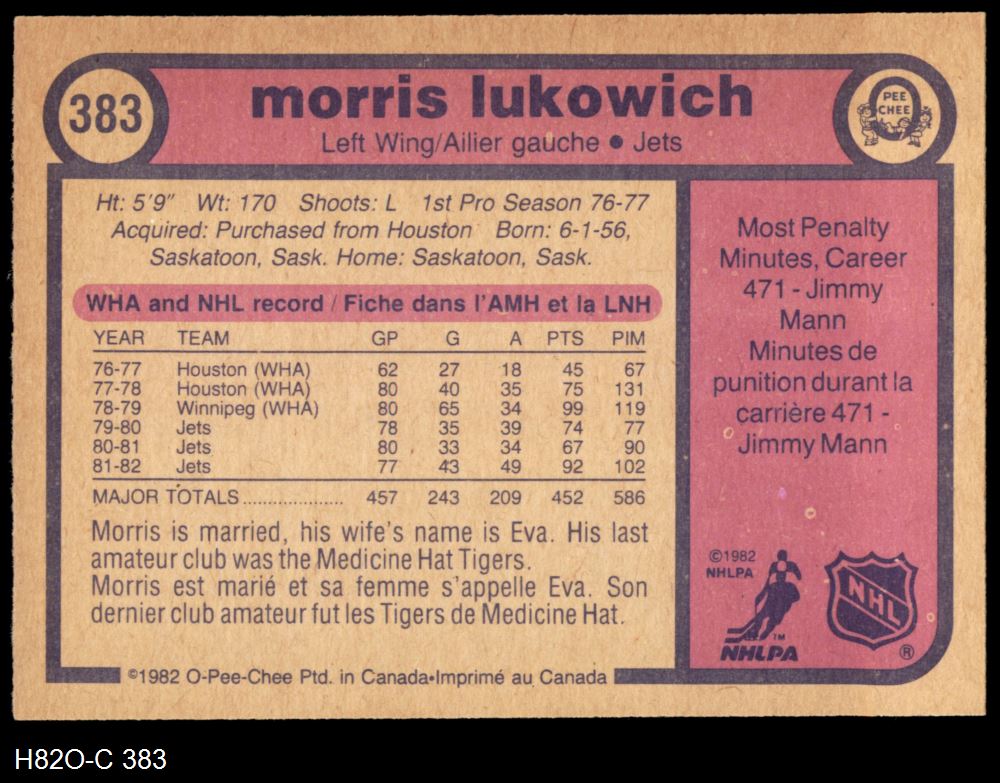 383
morris lukowich
Left Wing/Ailier gauche ● Jets
O
PEE
CHEE
Ht: 5'9" Wt: 170 Shoots: L 1st Pro Season 76-77
Acquired: Purchased from Houston Born: 6-1-56,
Saskatoon, Sask. Home: Saskatoon, Sask.
WHA and NHL record / Fiche dans l'AMH et la LNH
YEAR TEAM GP G A PTS PIM
76-77 Houston (WHA) 62 27 18 45 67
77-78 Houston (WHA) 80 40 35 75 131
78-79 Winnipeg (WHA) 80 65 34 99 119
79-80 Jets 78 35 39 74 77
80-81 Jets 80 33 34 67 90
81-82 Jets 77 43 49 92 102
MAJOR TOTALS.................... 457 243 209 452 586
Morris is married, his wife's name is Eva. His last
amateur club was the Medicine Hat Tigers.
Morris est marié et sa femme s'appelle Eva. Son
dernier club amateur fut les Tigers de Medicine Hat.
©1982 O-Pee-Chee Ptd. in Canada•Imprimé au Canada
Most Penalty
Minutes, Career
471 - Jimmy
Mann
Minutes de
punition durant la
carrière 471 -
Jimmy Mann
©1982
NHLPA
TM
NHLPA
NHL
®
H82O-C 383